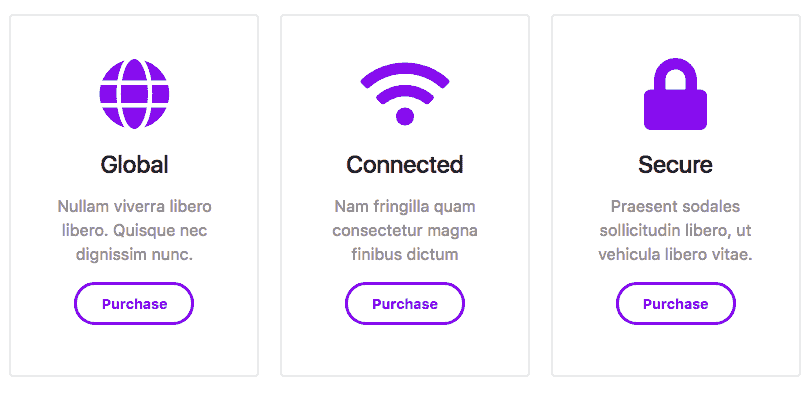 Global
Nullam viverra libero
libero. Quisque nec
dignissim nunc.
Purchase
Connected
Nam fringilla quam
consectetur magna
finibus dictum
Purchase
Secure
Praesent sodales
sollicitudin libero, ut
vehicula libero vitae.
Purchase